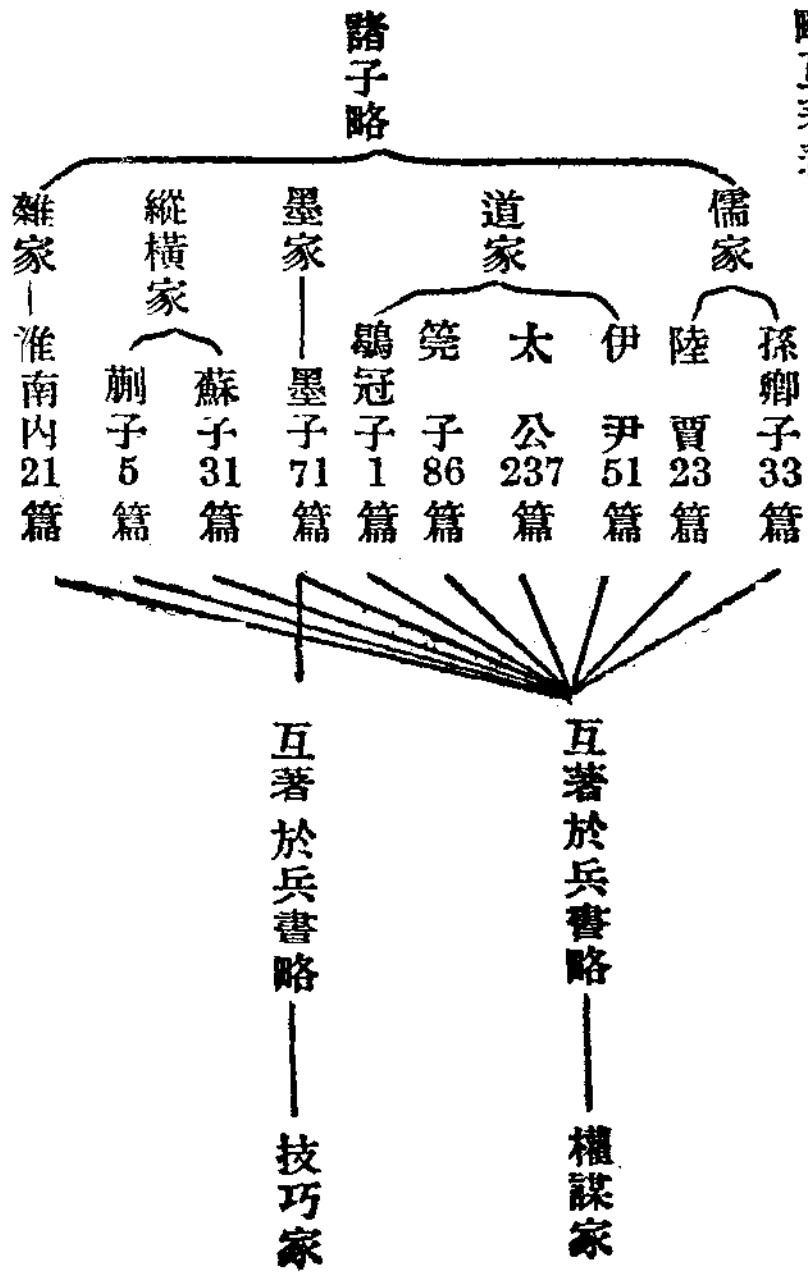 略互著
諸子略
儒家
孫卿子33篇
陸賈23篇
道家
伊尹51篇
太公237篇
筦子86篇
鶡冠子1篇
墨家
墨子71篇
縱橫家
蘇子31篇
蒯子5篇
雜家
淮南內21篇
互著於兵書略
權謀家
互著於兵書略
技巧家